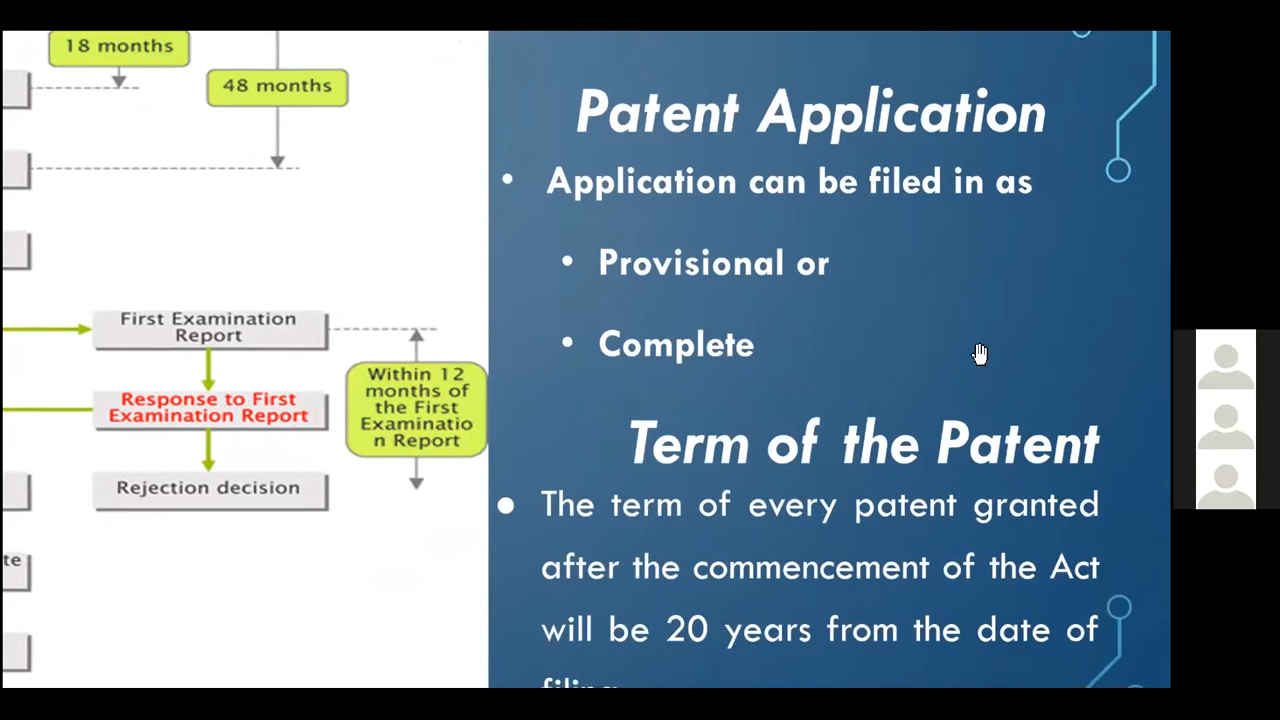 18 months
48 months
First Examination
Report
Response to First
Examination Report
Rejection decision
Within 12
months of
the First
Examinatio
n Report
te
Patent Application
• Application can be filed in as
• Provisional or
• Complete
Term of the Patent
● The term of every patent granted
after the commencement of the Act
will be 20 years from the date of
filing